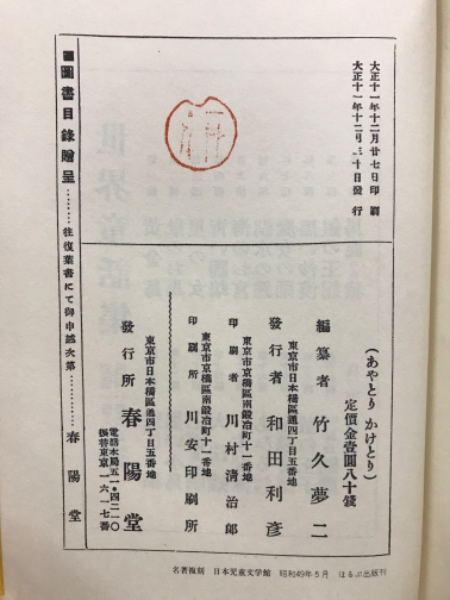 大正十一年十二月廿七日印刷
大正十一年十二月三十日發行
(あやとり かけとり)
定價金壹圓八十錢
編纂者 竹久夢二
東京市日本橋區通四丁目五番地
發行者 和田利彦
東京市京橋區南鍛冶町十一番地
印刷者 川村清治郎
東京市京橋區南鍛冶町十一番地
印刷所 川安印刷所
東京市日本橋區通四丁目五番地
發行所 春陽堂
電話本局五一・四二一〇
振替東京一六一七番
圖書目錄贈呈………往復葉書にて御申越次第………春陽堂
名著複刻 日本児童文学館 昭和49年5月 ほるぷ出版刊